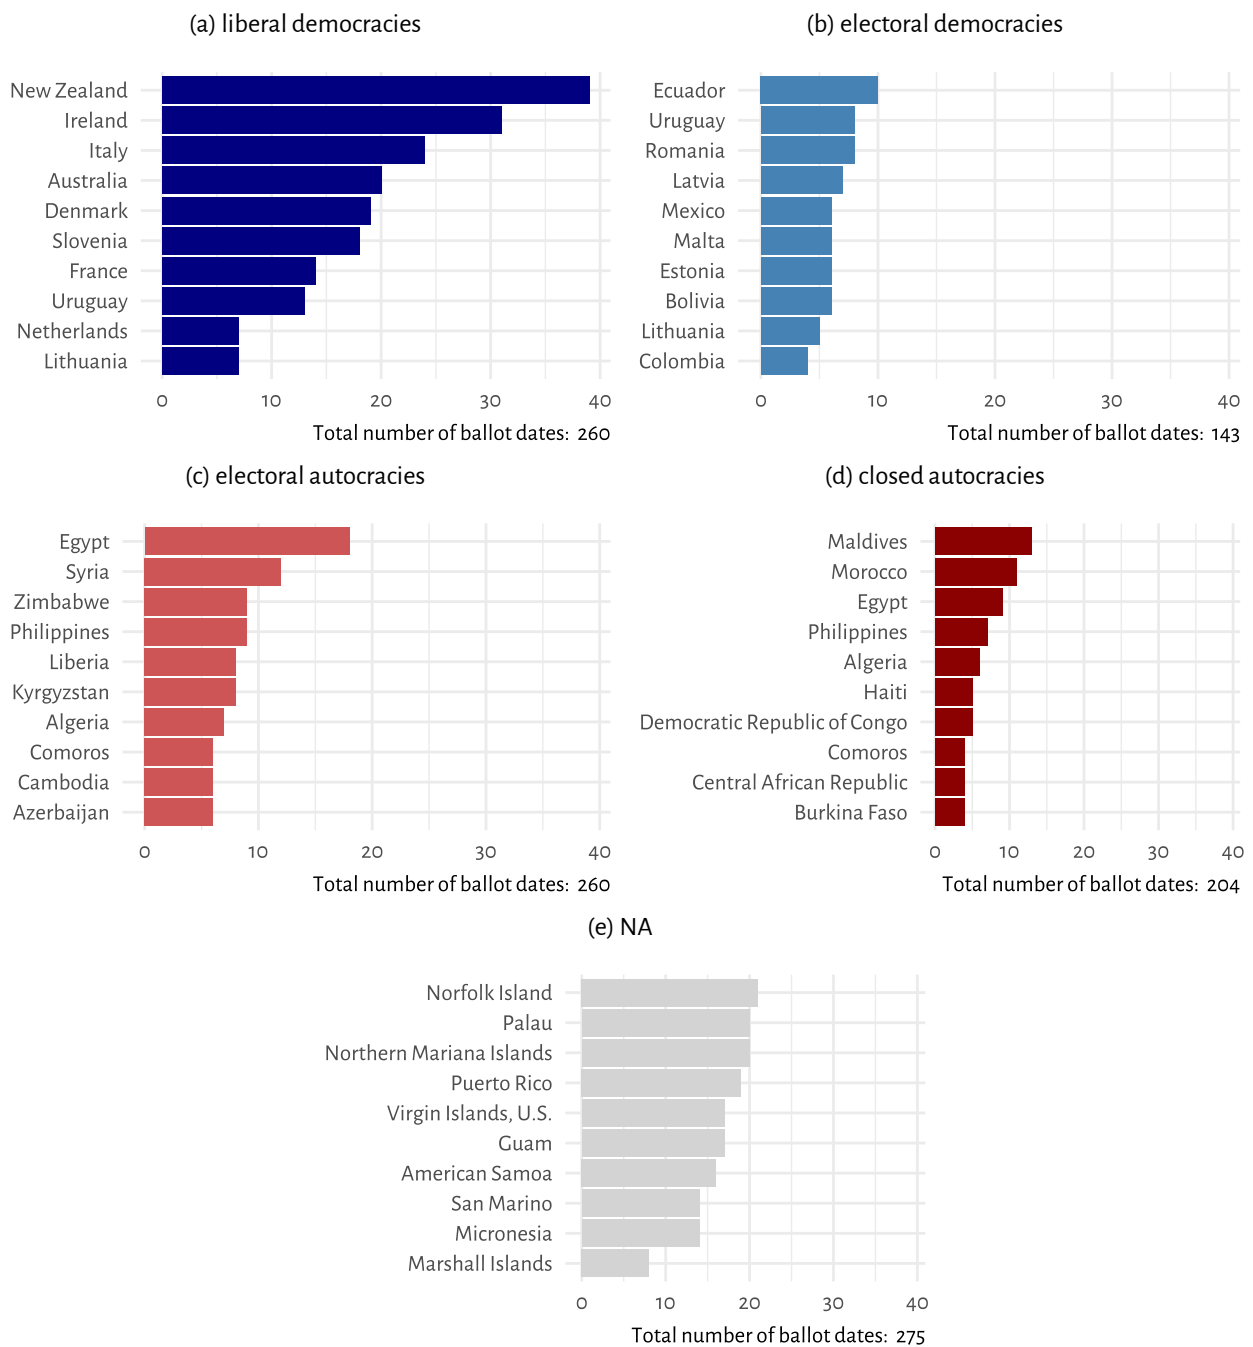 (a) liberal democracies
New Zealand
Ireland
Italy
Australia
Denmark
Slovenia
France
Uruguay
Netherlands
Lithuania
0 10 20 30 40
Total number of ballot dates: 260
(b) electoral democracies
Ecuador
Uruguay
Romania
Latvia
Mexico
Malta
Estonia
Bolivia
Lithuania
Colombia
0 10 20 30 40
Total number of ballot dates: 143
(c) electoral autocracies
Egypt
Syria
Zimbabwe
Philippines
Liberia
Kyrgyzstan
Algeria
Comoros
Cambodia
Azerbaijan
0 10 20 30 40
Total number of ballot dates: 260
(d) closed autocracies
Maldives
Morocco
Egypt
Philippines
Algeria
Haiti
Democratic Republic of Congo
Comoros
Central African Republic
Burkina Faso
0 10 20 30 40
Total number of ballot dates: 204
(e) NA
Norfolk Island
Palau
Northern Mariana Islands
Puerto Rico
Virgin Islands, U.S.
Guam
American Samoa
San Marino
Micronesia
Marshall Islands
0 10 20 30 40
Total number of ballot dates: 275